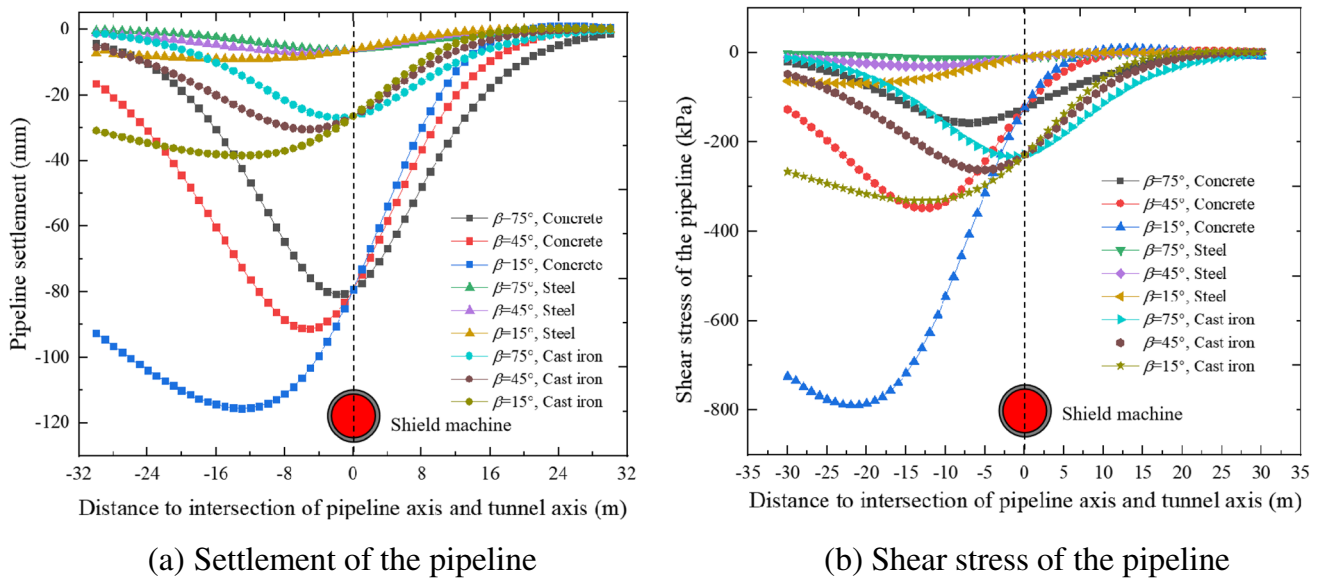 0
-20
-40
-60
-80
-100
-120
Pipeline settlement (mm)
β=75°, Concrete
β=45°, Concrete
β=15°, Concrete
β=75°, Steel
β=45°, Steel
β=15°, Steel
β=75°, Cast iron
β=45°, Cast iron
β=15°, Cast iron
Shield machine
-32 -24 -16 -8 0 8 16 24 32
Distance to intersection of pipeline axis and tunnel axis (m)
(a) Settlement of the pipeline
0
-200
-400
-600
-800
Shear stress of the pipeline (kPa)
β=75°, Concrete
β=45°, Concrete
β=15°, Concrete
β=75°, Steel
β=45°, Steel
β=15°, Steel
β=75°, Cast iron
β=45°, Cast iron
β=15°, Cast iron
Shield machine
-30 -25 -20 -15 -10 -5 0 5 10 15 20 25 30 35
Distance to intersection of pipeline axis and tunnel axis (m)
(b) Shear stress of the pipeline